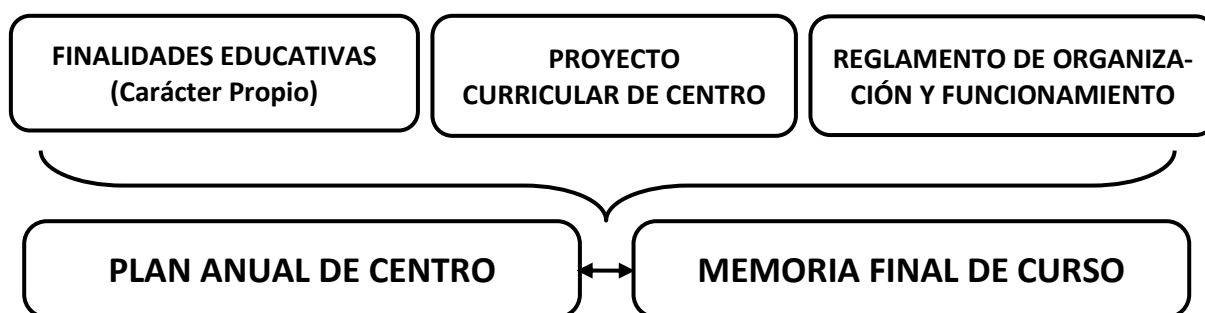 FINALIDADES EDUCATIVAS
(Carácter Propio)
PROYECTO
CURRICULAR DE CENTRO
REGLAMENTO DE ORGANIZA-
CIÓN Y FUNCIONAMIENTO
PLAN ANUAL DE CENTRO
MEMORIA FINAL DE CURSO